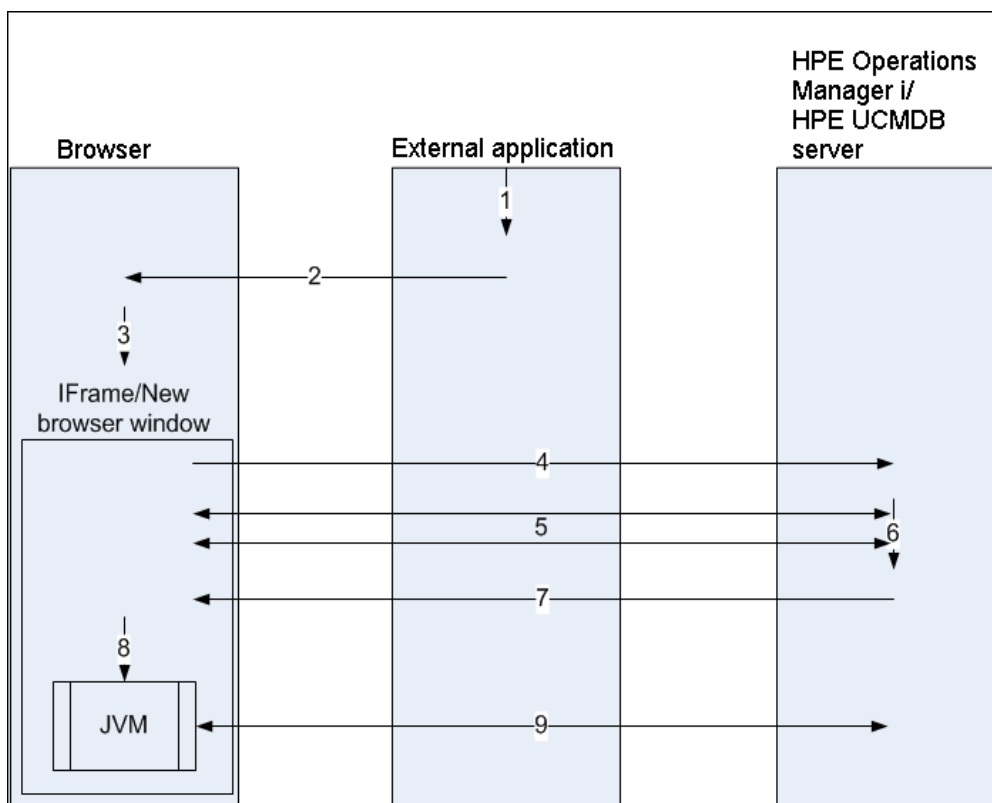 HPE Operations
Manager i/
HPE UCMDB
server
Browser
External application
1
2
3
IFrame/New
browser window
4
5
6
7
8
JVM
9